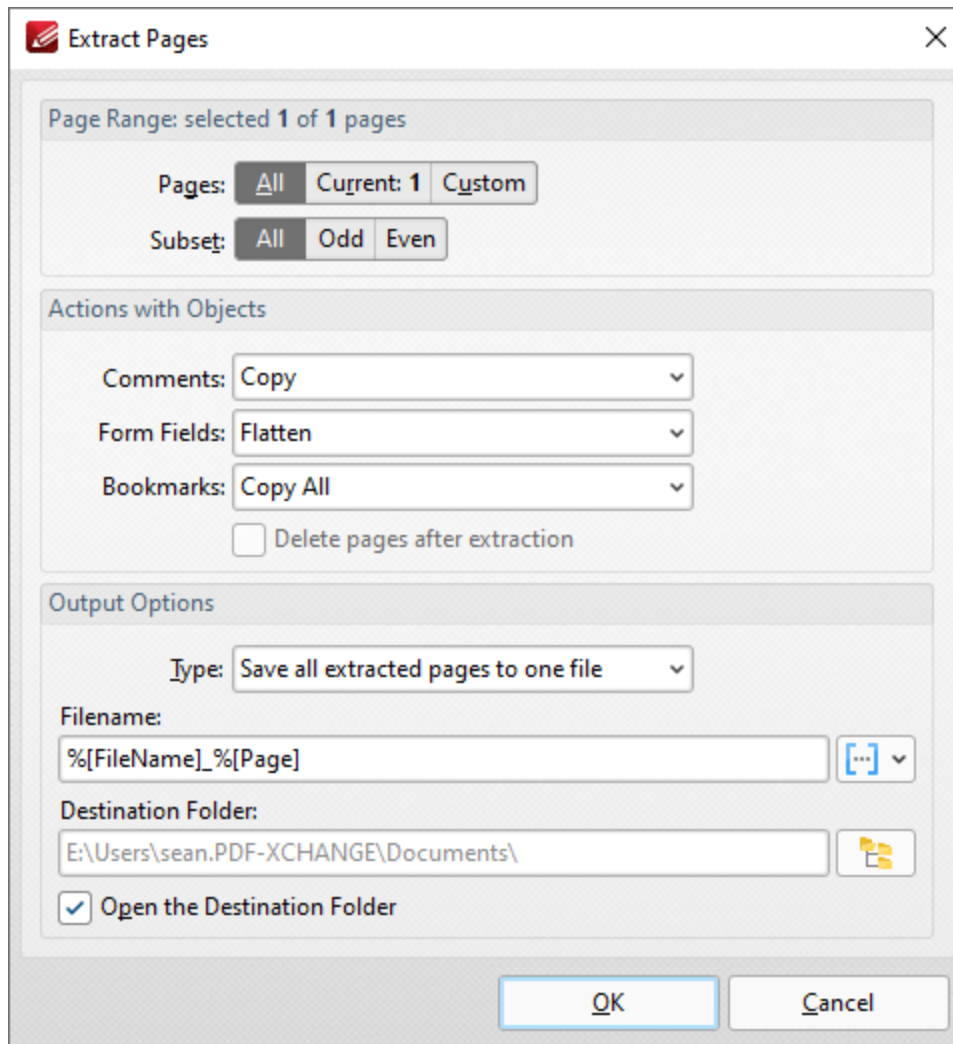 Extract Pages
Page Range: selected 1 of 1 pages
Pages: All Current: 1 Custom
Subset: All Odd Even
Actions with Objects
Comments: Copy
Form Fields: Flatten
Bookmarks: Copy All
Delete pages after extraction
Output Options
Type: Save all extracted pages to one file
Filename:
%[FileName]_%[Page]
Destination Folder:
E:\Users\sean.PDF-XCHANGE\Documents\
Open the Destination Folder
OK Cancel